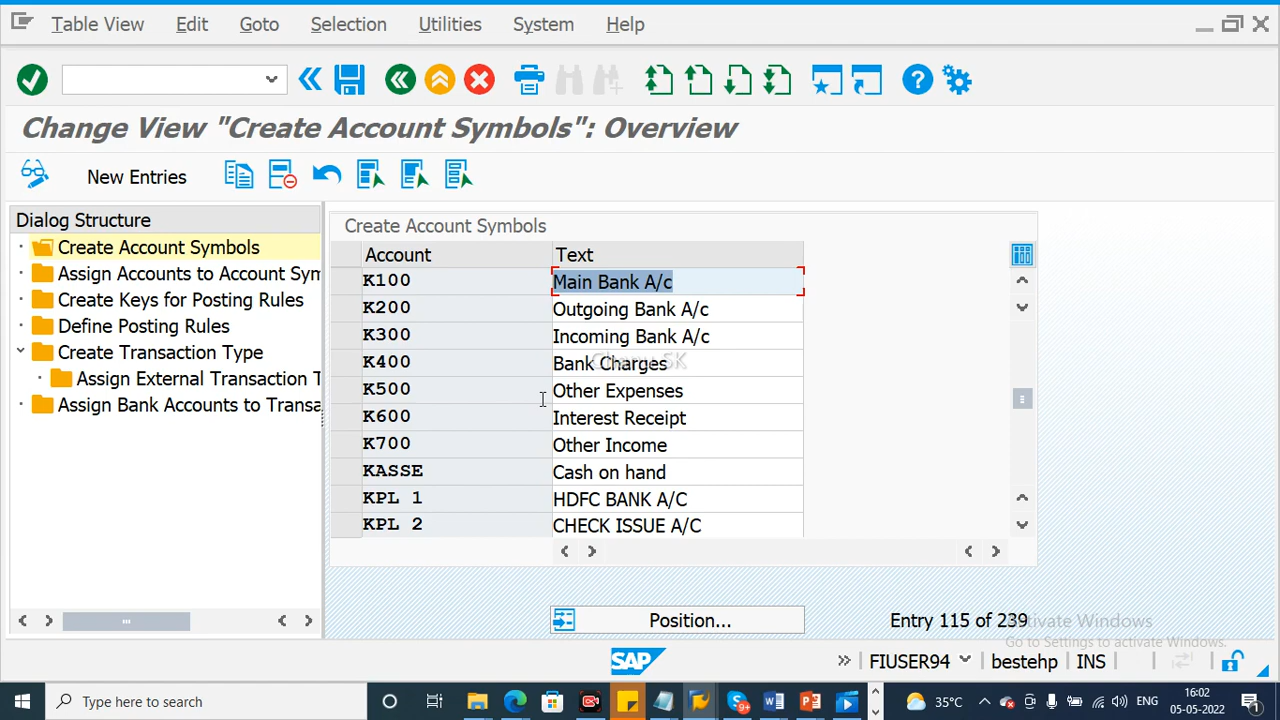 Table View Edit Goto Selection Utilities System Help
Change View "Create Account Symbols": Overview
New Entries
Dialog Structure
Create Account Symbols
Assign Accounts to Account Sym
Create Keys for Posting Rules
Define Posting Rules
Create Transaction Type
Assign External Transaction T
Assign Bank Accounts to Transa
Create Account Symbols
Account Text
K100 Main Bank A/c
K200 Outgoing Bank A/c
K300 Incoming Bank A/c
K400 Bank Charges
K500 Other Expenses
K600 Interest Receipt
K700 Other Income
KASSE Cash on hand
KPL 1 HDFC BANK A/C
KPL 2 CHECK ISSUE A/C
Position... Entry 115 of 239
Activate Windows
Go to Settings to activate Windows.
SAP FIUSER94 bestehp INS
Type here to search 35°C ENG 16:02
05-05-2022